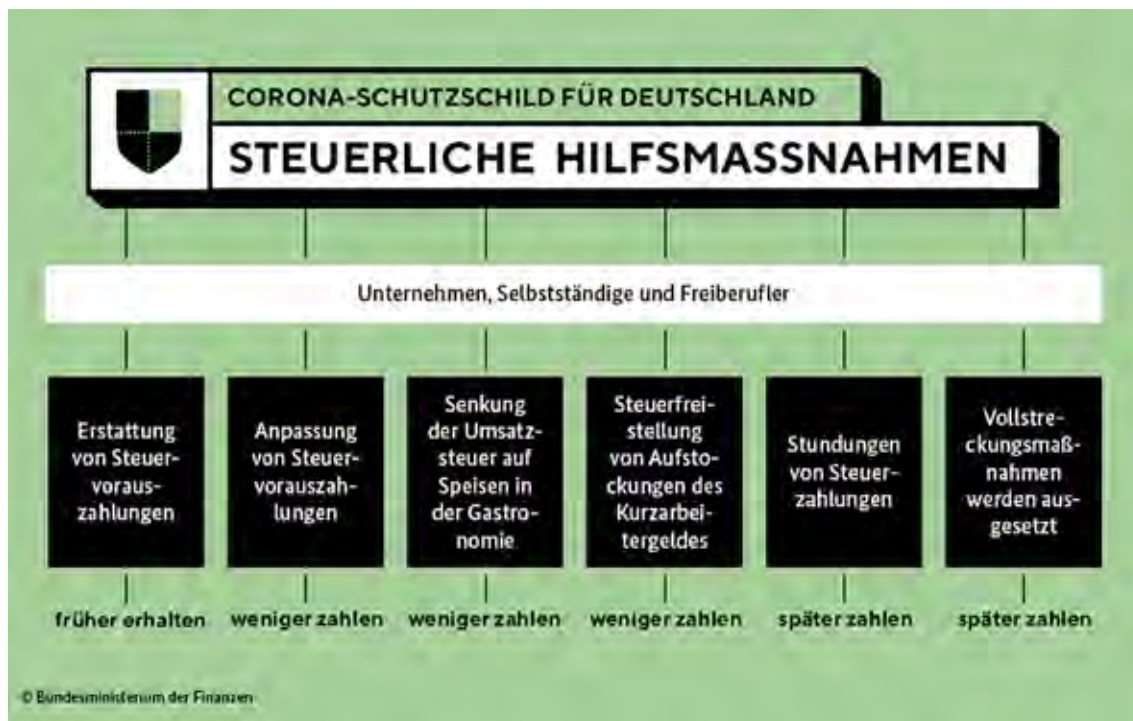 CORONA-SCHUTZSCHILD FÜR DEUTSCHLAND
STEUERLICHE HILFSMASSNAHMEN
Unternehmen, Selbstständige und Freiberufler
Erstattung
von Steuer-
voraus-
zahlungen
Anpassung
von Steuer-
vorauszah-
lungen
Senkung
der Umsatz-
steuer auf
Speisen in
der Gastro-
nomie
Steuerfrei-
stellung
von Aufsto-
ckungen des
Kurzarbei-
tergeldes
Stundungen
von Steuer-
zahlungen
Vollstre-
ckungsmaß-
nahmen
werden aus-
gesetzt
früher erhalten
weniger zahlen
weniger zahlen
weniger zahlen
später zahlen
später zahlen
© Bundesministerium der Finanzen